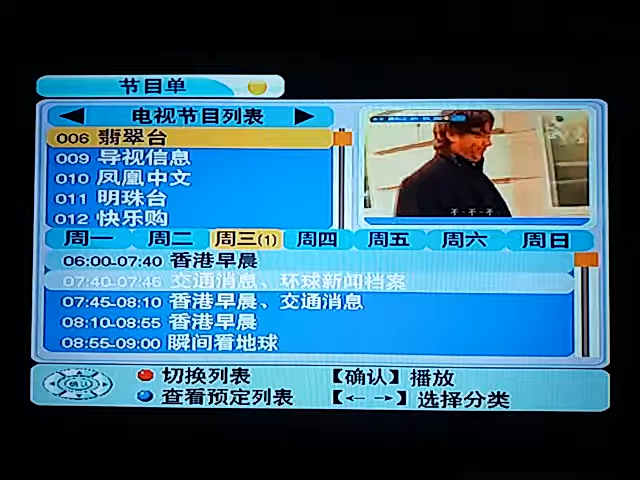 节目单
电视节目列表
006 翡翠台
009 导视信息
010 凤凰中文
011 明珠台
012 快乐购
周一 周二 周三(1) 周四 周五 周六 周日
06:00-07:40 香港早晨
07:40-07:45 交通消息、环球新闻档案
07:45-08:10 香港早晨、交通消息
08:10-08:55 香港早晨
08:55-09:00 瞬间看地球
确认
切换列表 【确认】播放
查看预定列表 【←- -→】选择分类
不-不-不-